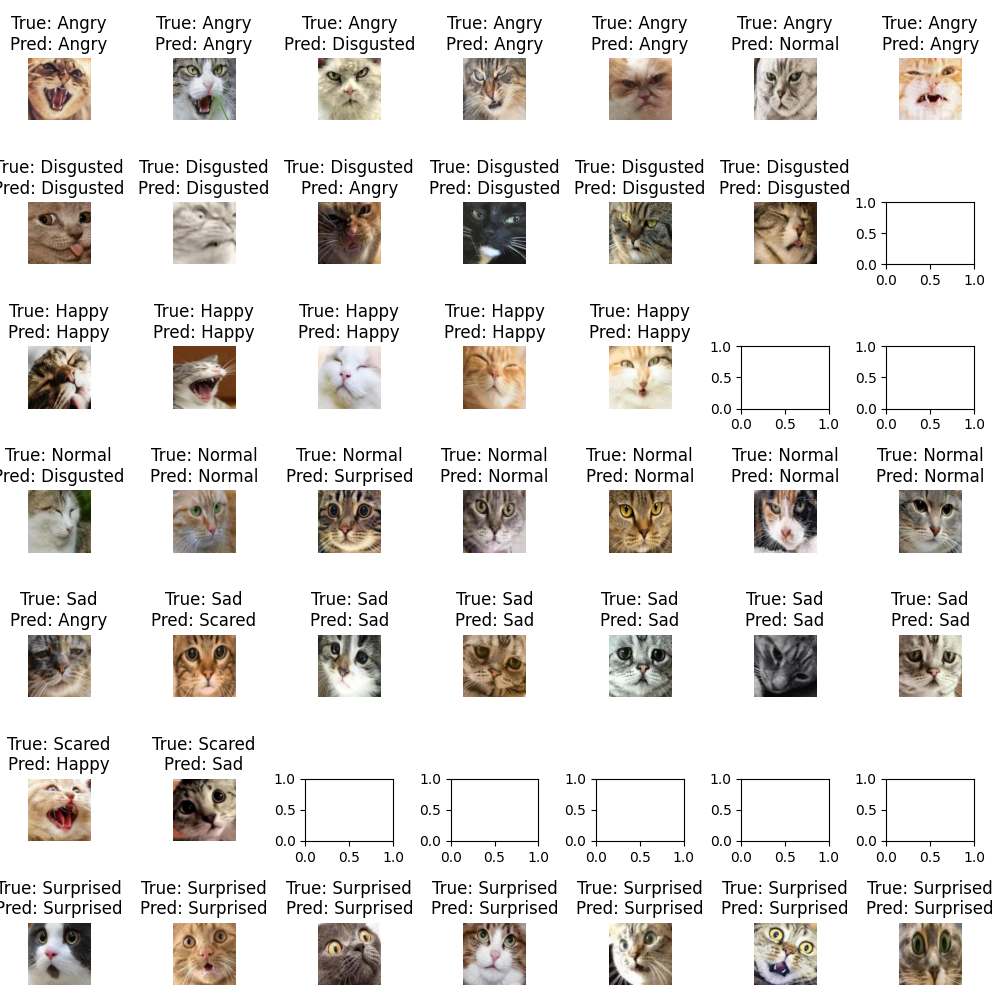 True: Angry True: Angry True: Angry True: Angry True: Angry True: Angry True: Angry
Pred: Angry Pred: Angry Pred: Disgusted Pred: Angry Pred: Angry Pred: Normal Pred: Angry
True: Disgusted True: Disgusted True: Disgusted True: Disgusted True: Disgusted True: Disgusted
Pred: Disgusted Pred: Disgusted Pred: Angry Pred: Disgusted Pred: Disgusted Pred: Disgusted
1.0
0.5
0.0
0.0 0.5 1.0
True: Happy True: Happy True: Happy True: Happy True: Happy
Pred: Happy Pred: Happy Pred: Happy Pred: Happy Pred: Happy
1.0 1.0
0.5 0.5
0.0 0.0
0.0 0.5 1.0 0.0 0.5 1.0
True: Normal True: Normal True: Normal True: Normal True: Normal True: Normal True: Normal
Pred: Disgusted Pred: Normal Pred: Surprised Pred: Normal Pred: Normal Pred: Normal Pred: Normal
True: Sad True: Sad True: Sad True: Sad True: Sad True: Sad True: Sad
Pred: Angry Pred: Scared Pred: Sad Pred: Sad Pred: Sad Pred: Sad Pred: Sad
True: Scared True: Scared
Pred: Happy Pred: Sad
1.0 1.0 1.0 1.0 1.0
0.5 0.5 0.5 0.5 0.5
0.0 0.0 0.0 0.0 0.0
0.0 0.5 1.0 0.0 0.5 1.0 0.0 0.5 1.0 0.0 0.5 1.0 0.0 0.5 1.0
True: Surprised True: Surprised True: Surprised True: Surprised True: Surprised True: Surprised True: Surprised
Pred: Surprised Pred: Surprised Pred: Surprised Pred: Surprised Pred: Surprised Pred: Surprised Pred: Surprised